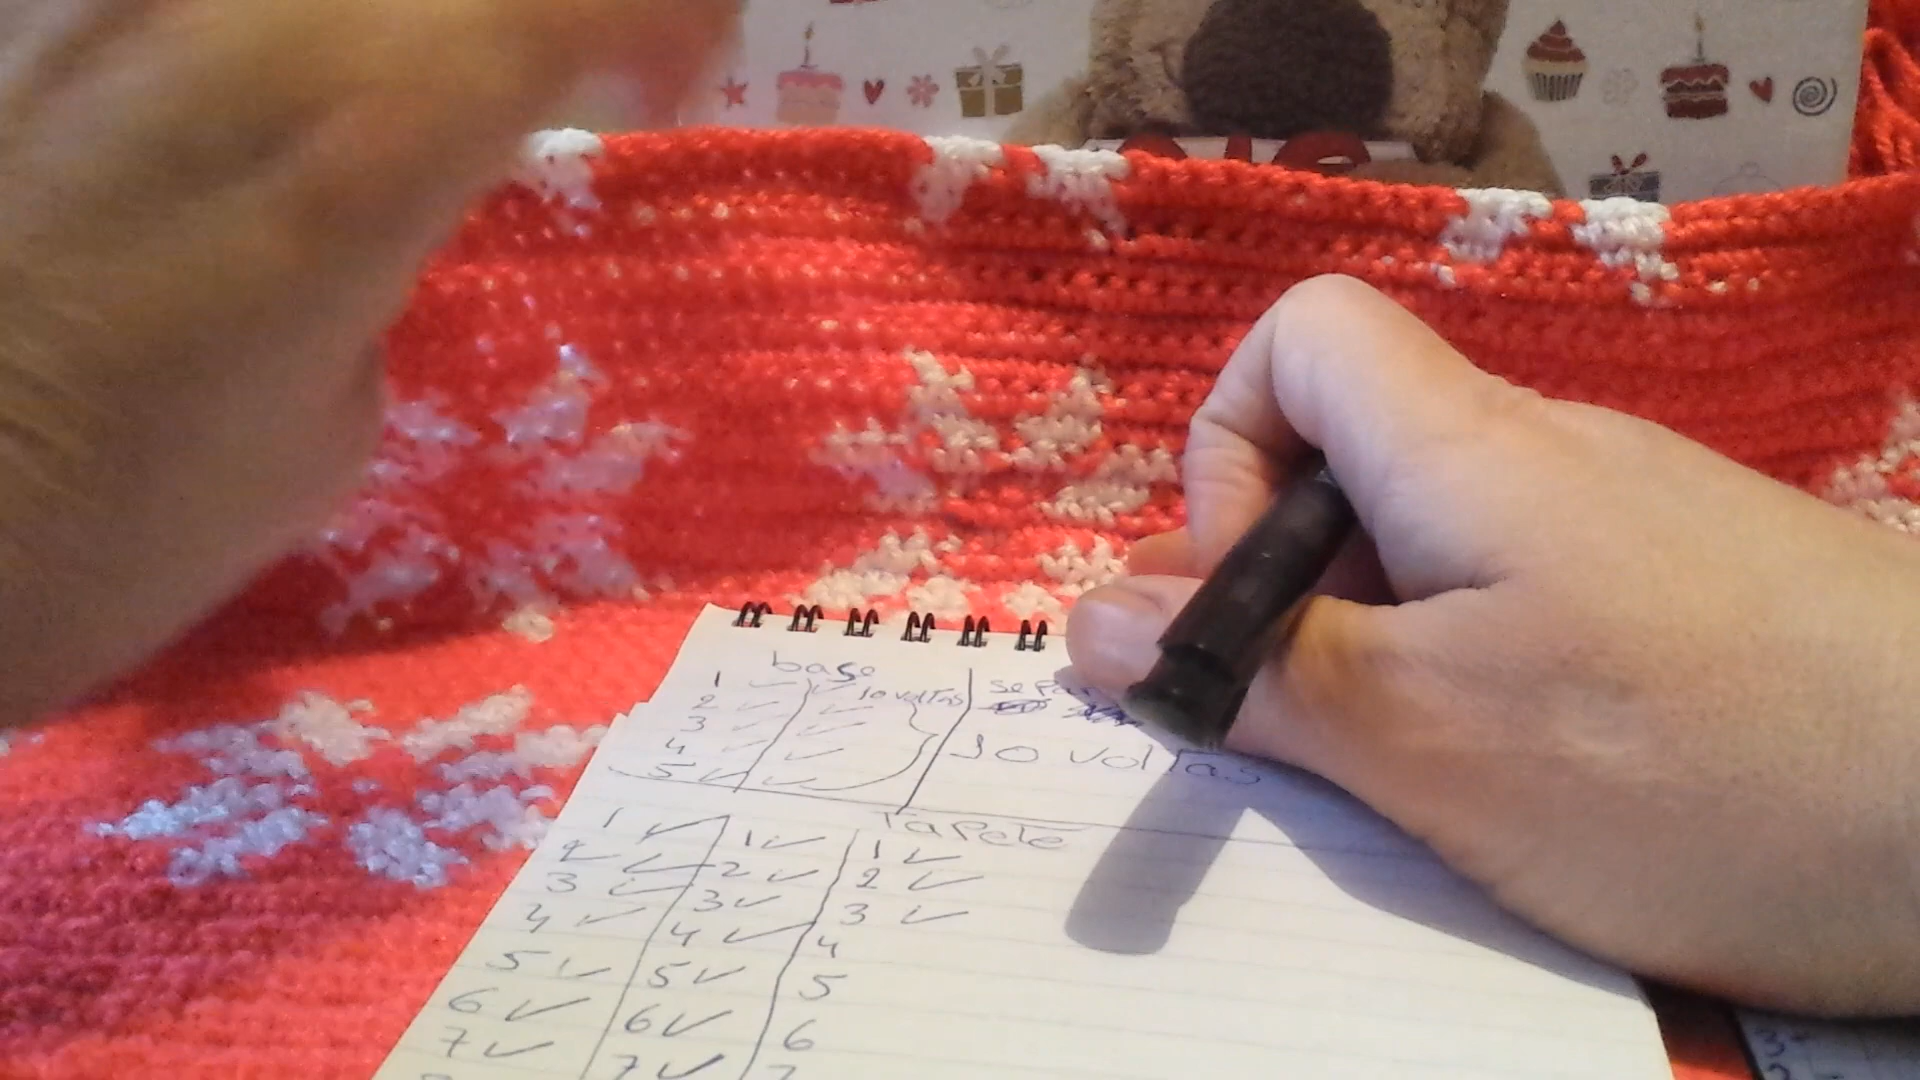 base
1 ✓ ✓ 10 voltas
2 ✓ ✓
3 ✓ ✓
4 ✓ ✓
5 ✓ ✓
10 voltas
Tapete
1 ✓ 1 ✓ 1 ✓
2 ✓ 2 ✓ 2 ✓
3 ✓ 3 ✓ 3 ✓
4 ✓ 4 ✓ 4
5 ✓ 5 ✓ 5
6 ✓ 6 ✓ 6
7 ✓ 7 ✓ 7